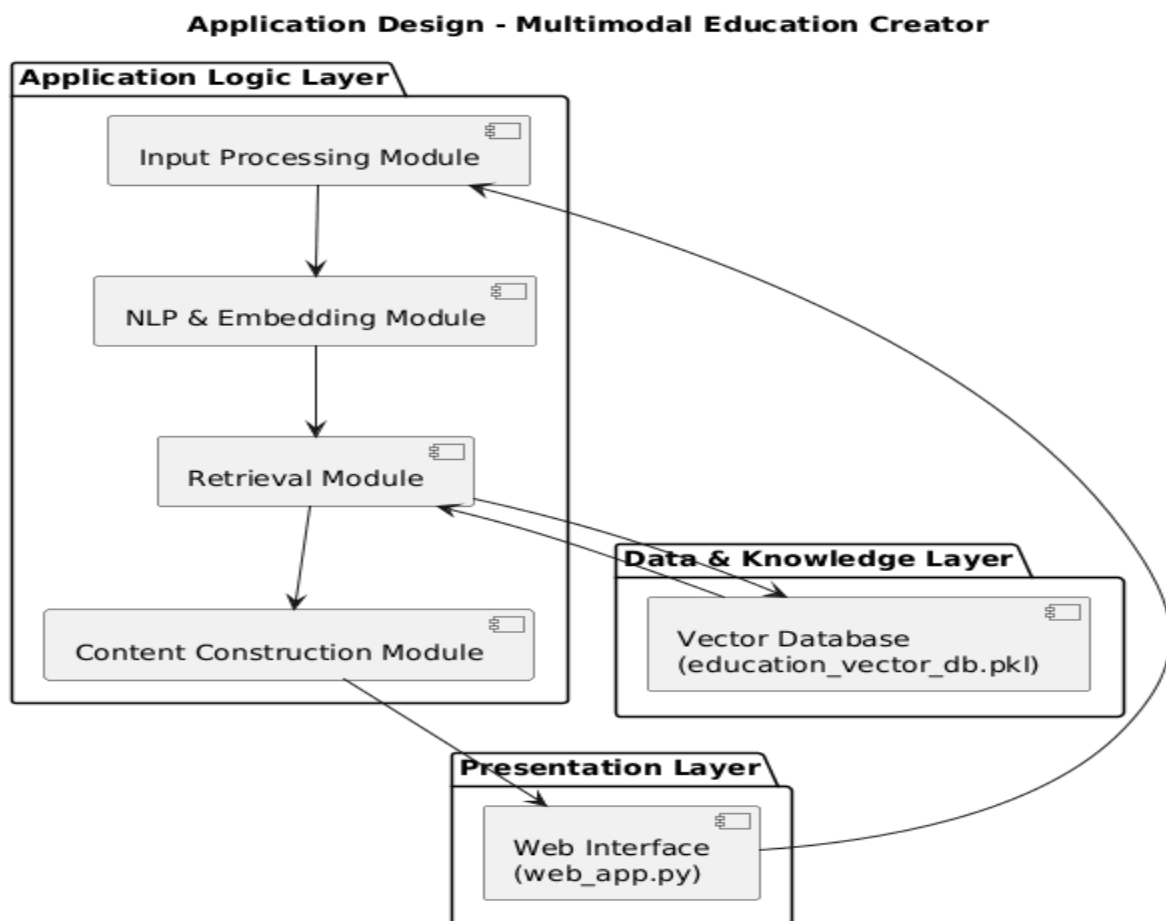 Application Design - Multimodal Education Creator
Application Logic Layer
Input Processing Module
NLP & Embedding Module
Retrieval Module
Content Construction Module
Data & Knowledge Layer
Vector Database
(education_vector_db.pkl)
Presentation Layer
Web Interface
(web_app.py)